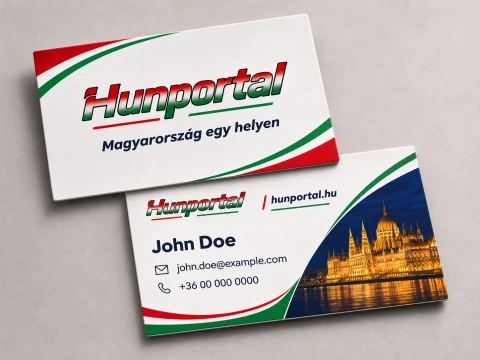 Hunportal
Magyarország egy helyen
Hunportal | hunportal.hu
John Doe
john.doe@example.com
+36 00 000 0000